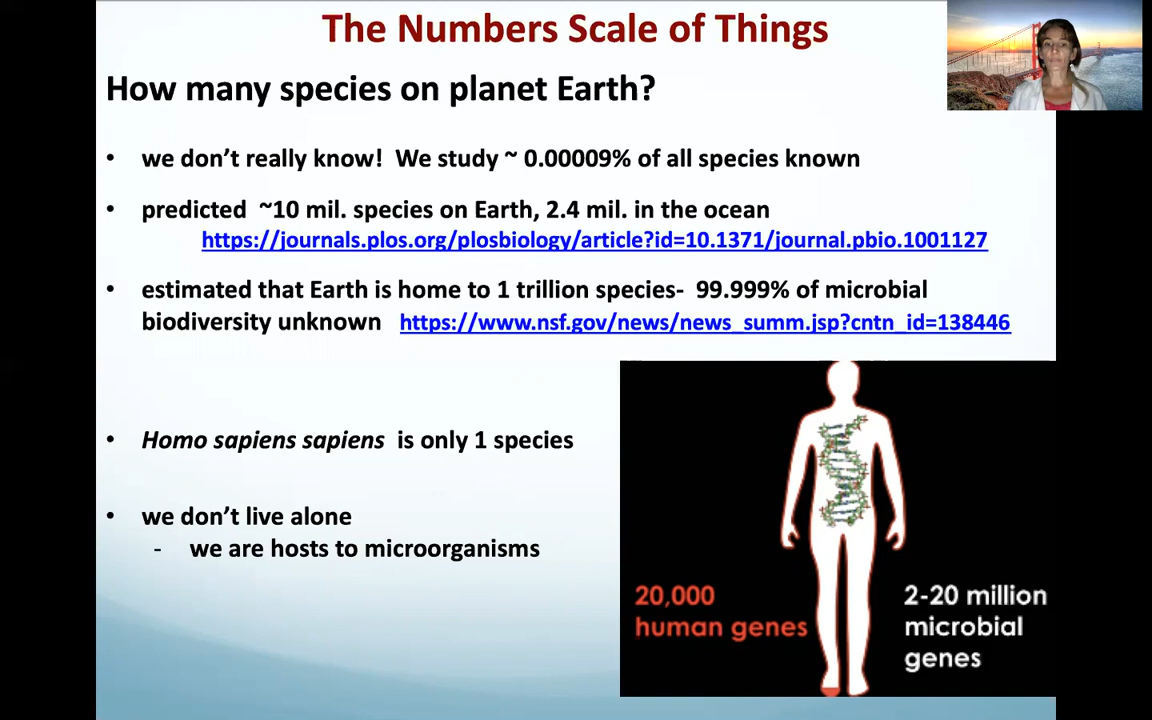 The Numbers Scale of Things
How many species on planet Earth?
• we don't really know! We study ~ 0.00009% of all species known
• predicted ~10 mil. species on Earth, 2.4 mil. in the ocean
https://journals.plos.org/plosbiology/article?id=10.1371/journal.pbio.1001127
• estimated that Earth is home to 1 trillion species- 99.999% of microbial
biodiversity unknown https://www.nsf.gov/news/news_summ.jsp?cntn_id=138446
• Homo sapiens sapiens is only 1 species
• we don't live alone
- we are hosts to microorganisms
20,000
human genes
2-20 million
microbial
genes